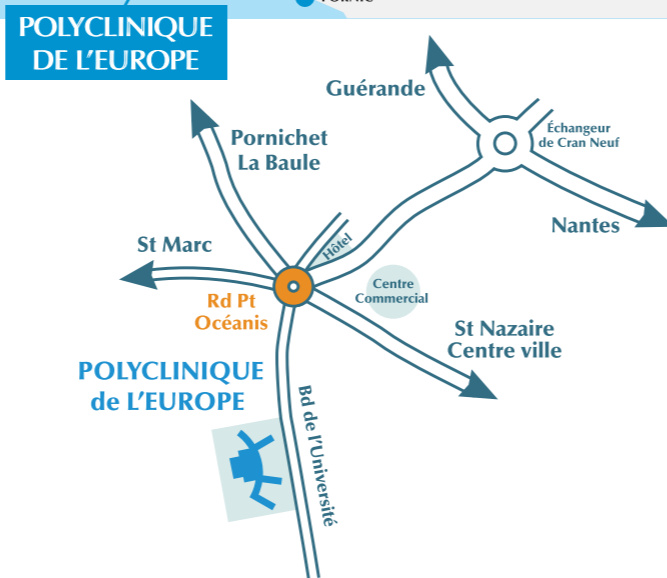 PORNIC
POLYCLINIQUE
DE L’EUROPE
Guérande
Échangeur
de Cran Neuf
Pornichet
La Baule
Nantes
St Marc
Hôtel
Centre
Commercial
Rd Pt
Océanis
St Nazaire
Centre ville
POLYCLINIQUE
de L’EUROPE
Bd de l’Université